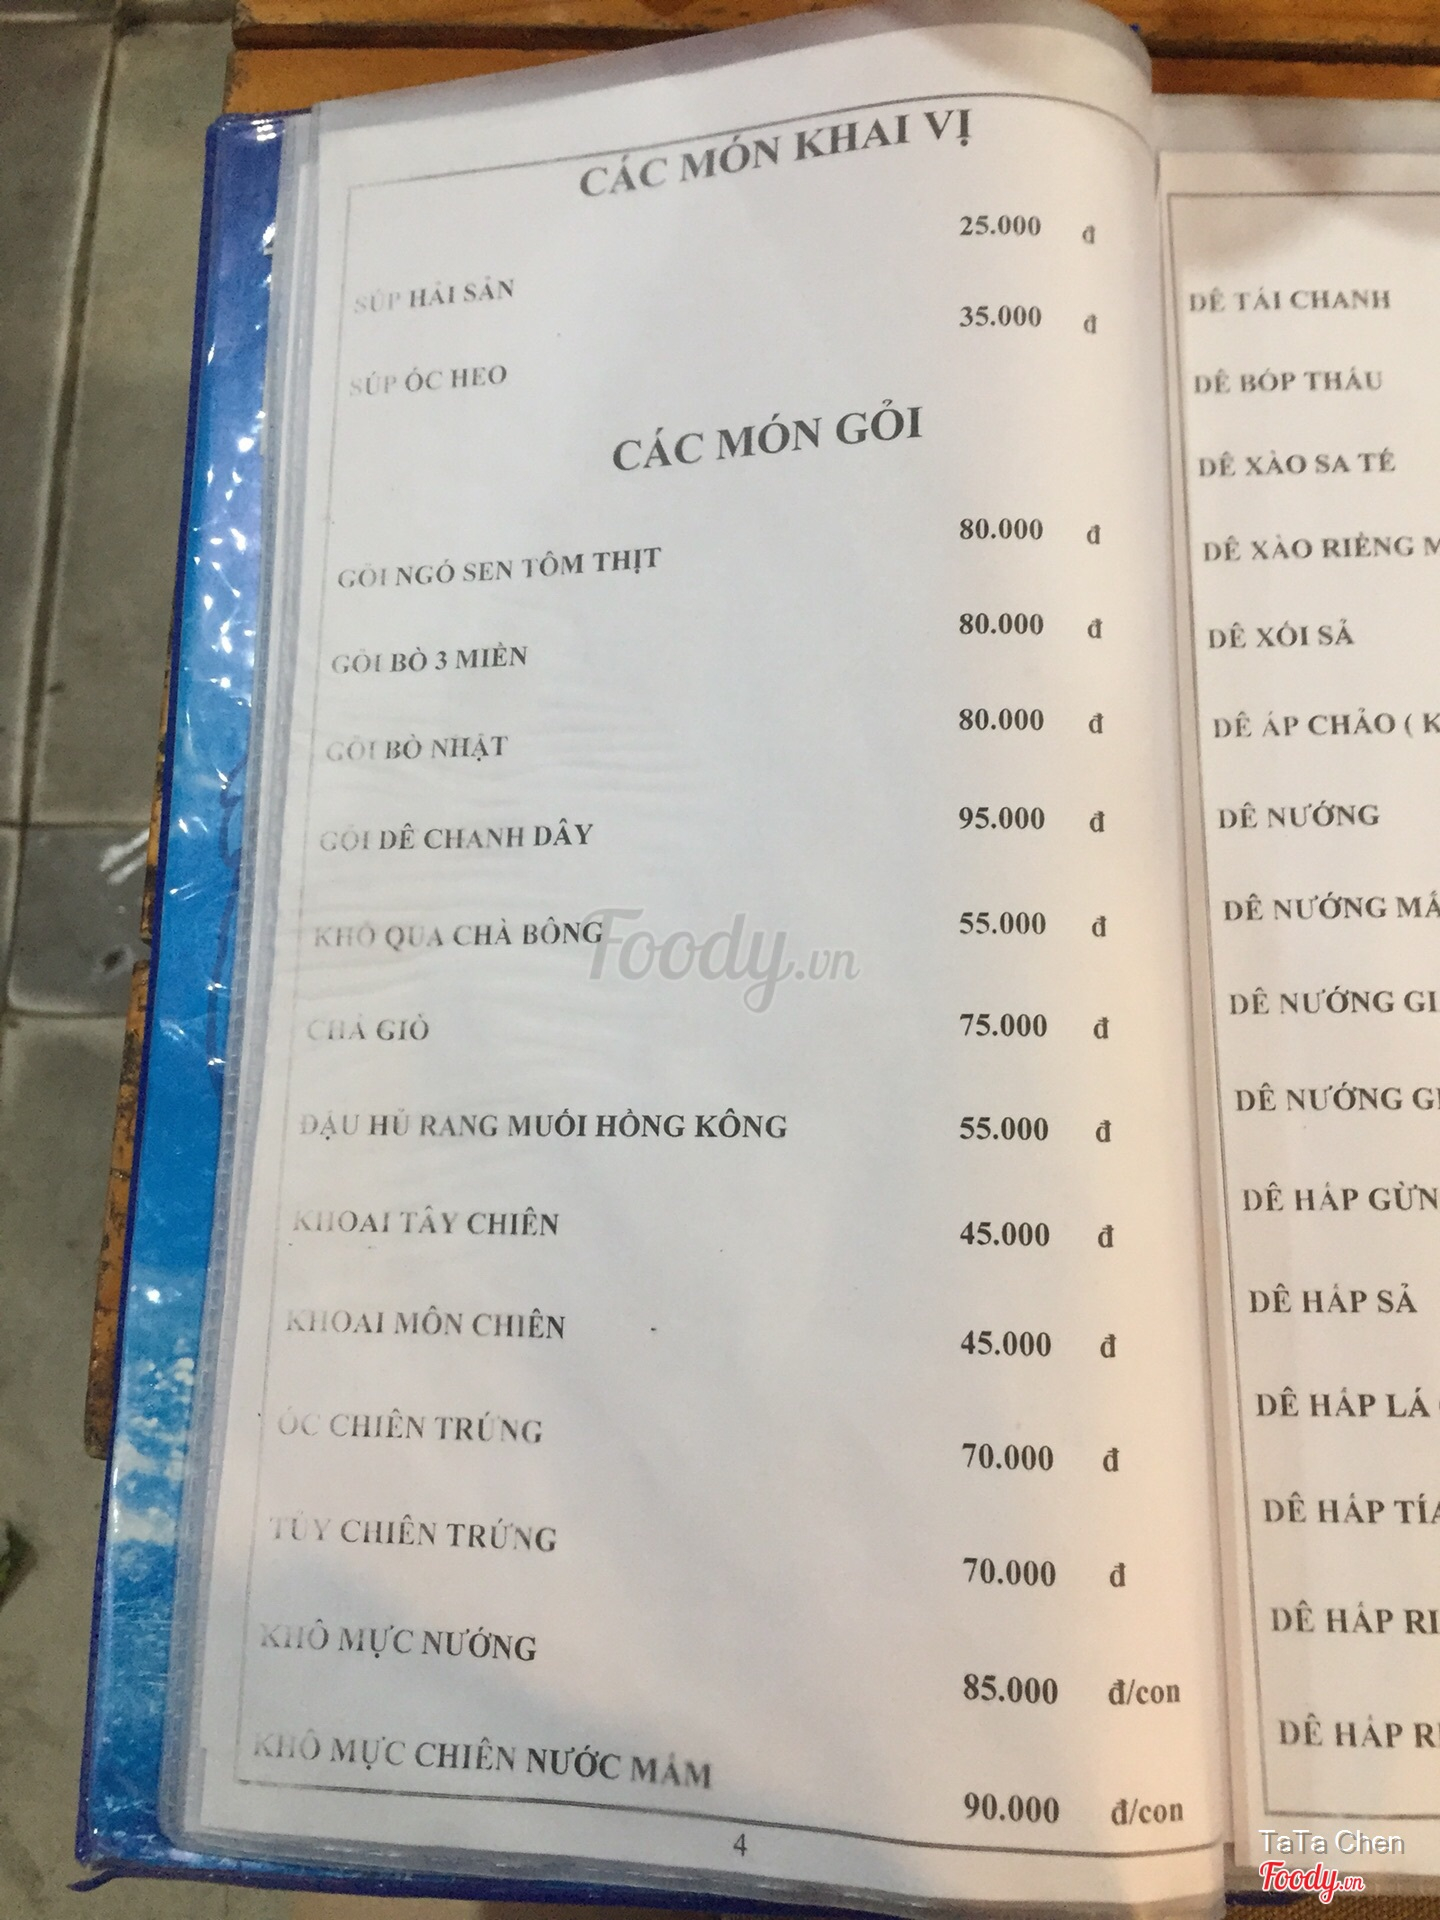 CÁC MÓN KHAI VỊ
SÚP HẢI SẢN 25.000 đ
SÚP ÓC HEO 35.000 đ
CÁC MÓN GỎI
GỎI NGÓ SEN TÔM THỊT 80.000 đ
GỎI BÒ 3 MIỀN 80.000 đ
GỎI BÒ NHẬT 80.000 đ
GỎI DÊ CHANH DÂY 95.000 đ
KHỔ QUA CHÀ BÔNG 55.000 đ
CHẢ GIÒ 75.000 đ
ĐẬU HỦ RANG MUỐI HỒNG KÔNG 55.000 đ
KHOAI TÂY CHIÊN 45.000 đ
KHOAI MÔN CHIÊN 45.000 đ
ÓC CHIÊN TRỨNG 70.000 đ
TỦY CHIÊN TRỨNG 70.000 đ
KHÔ MỰC NƯỚNG 85.000 đ/con
KHÔ MỰC CHIÊN NƯỚC MẮM 90.000 đ/con
4
DÊ TÁI CHANH
DÊ BÓP THẤU
DÊ XÀO SA TẾ
DÊ XÀO RIỀNG M
DÊ XÔI SẢ
DÊ ÁP CHẢO ( K
DÊ NƯỚNG
DÊ NƯỚNG MẮ
DÊ NƯỚNG GI
DÊ NƯỚNG G
DÊ HẤP GỪN
DÊ HẤP SẢ
DÊ HẤP LÁ
DÊ HẤP TÍA
DÊ HẤP RI
DÊ HẤP R
Foody.vn
TaTa Chen
Foody.vn